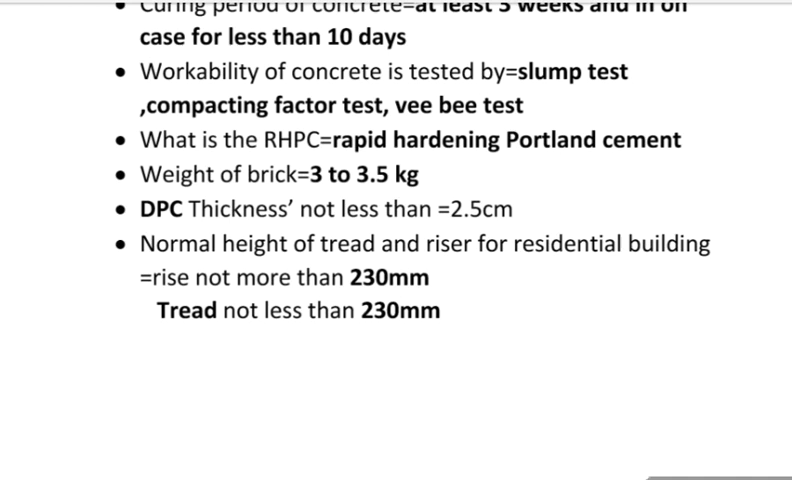 • Curing period of concrete=at least 3 weeks and in on
case for less than 10 days
• Workability of concrete is tested by=slump test
,compacting factor test, vee bee test
• What is the RHPC=rapid hardening Portland cement
• Weight of brick=3 to 3.5 kg
• DPC Thickness’ not less than =2.5cm
• Normal height of tread and riser for residential building
=rise not more than 230mm
Tread not less than 230mm